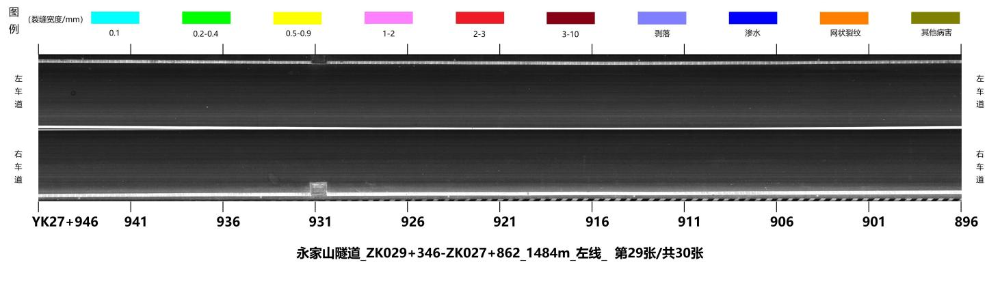 图例
(裂缝宽度/mm)
0.1 0.2-0.4 0.5-0.9 1-2 2-3 3-10 剥落 渗水 网状裂纹 其他病害
左车道 左车道
右车道 右车道
YK27+946 941 936 931 926 921 916 911 906 901 896
永家山隧道_ZK029+346-ZK027+862_1484m_左线_ 第29张/共30张